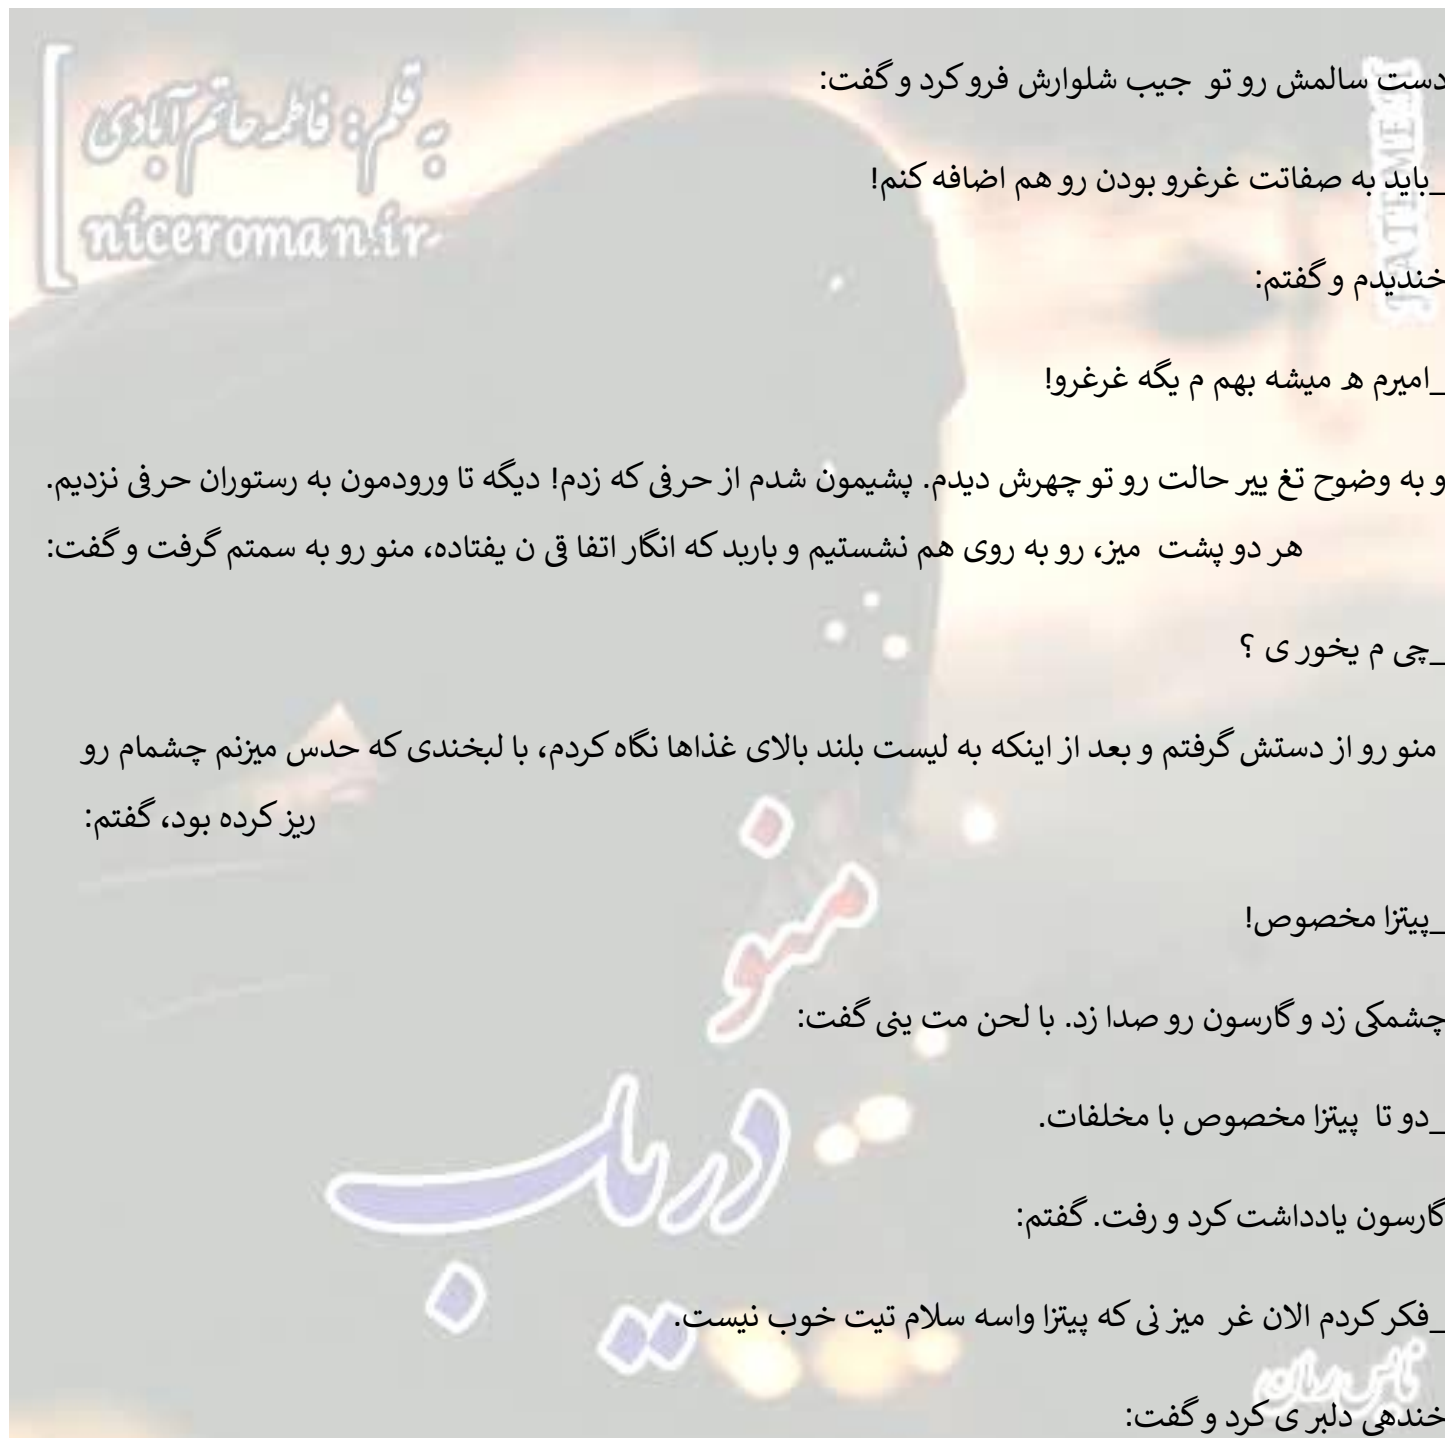 به قلم: فاطمه حاتم آبادی
niceroman.ir
FATEME
دست سالمش رو تو جیب شلوارش فرو کرد و گفت:
_باید به صفاتت غرغرو بودن رو هم اضافه کنم!
خندیدم و گفتم:
_امیرم ه میشه بهم م یگه غرغرو!
و به وضوح تغ ییر حالت رو تو چهرش دیدم. پشیمون شدم از حرفی که زدم! دیگه تا ورودمون به رستوران حرفی نزدیم.
هر دو پشت میز، رو به روی هم نشستیم و باربد که انگار اتفا قی ن یفتاده، منو رو به سمتم گرفت و گفت:
_چی م یخور ی ؟
منو رو از دستش گرفتم و بعد از اینکه به لیست بلند بالای غذاها نگاه کردم، با لبخندی که حدس میزنم چشمام رو
ریز کرده بود، گفتم:
_پیتزا مخصوص!
چشمکی زد و گارسون رو صدا زد. با لحن مت ینی گفت:
_دو تا پیتزا مخصوص با مخلفات.
گارسون یادداشت کرد و رفت. گفتم:
_فکر کردم الان غر میز نی که پیتزا واسه سلام تیت خوب نیست.
خندهی دلبر ی کرد و گفت:
منو
دریاب
نایس رمان